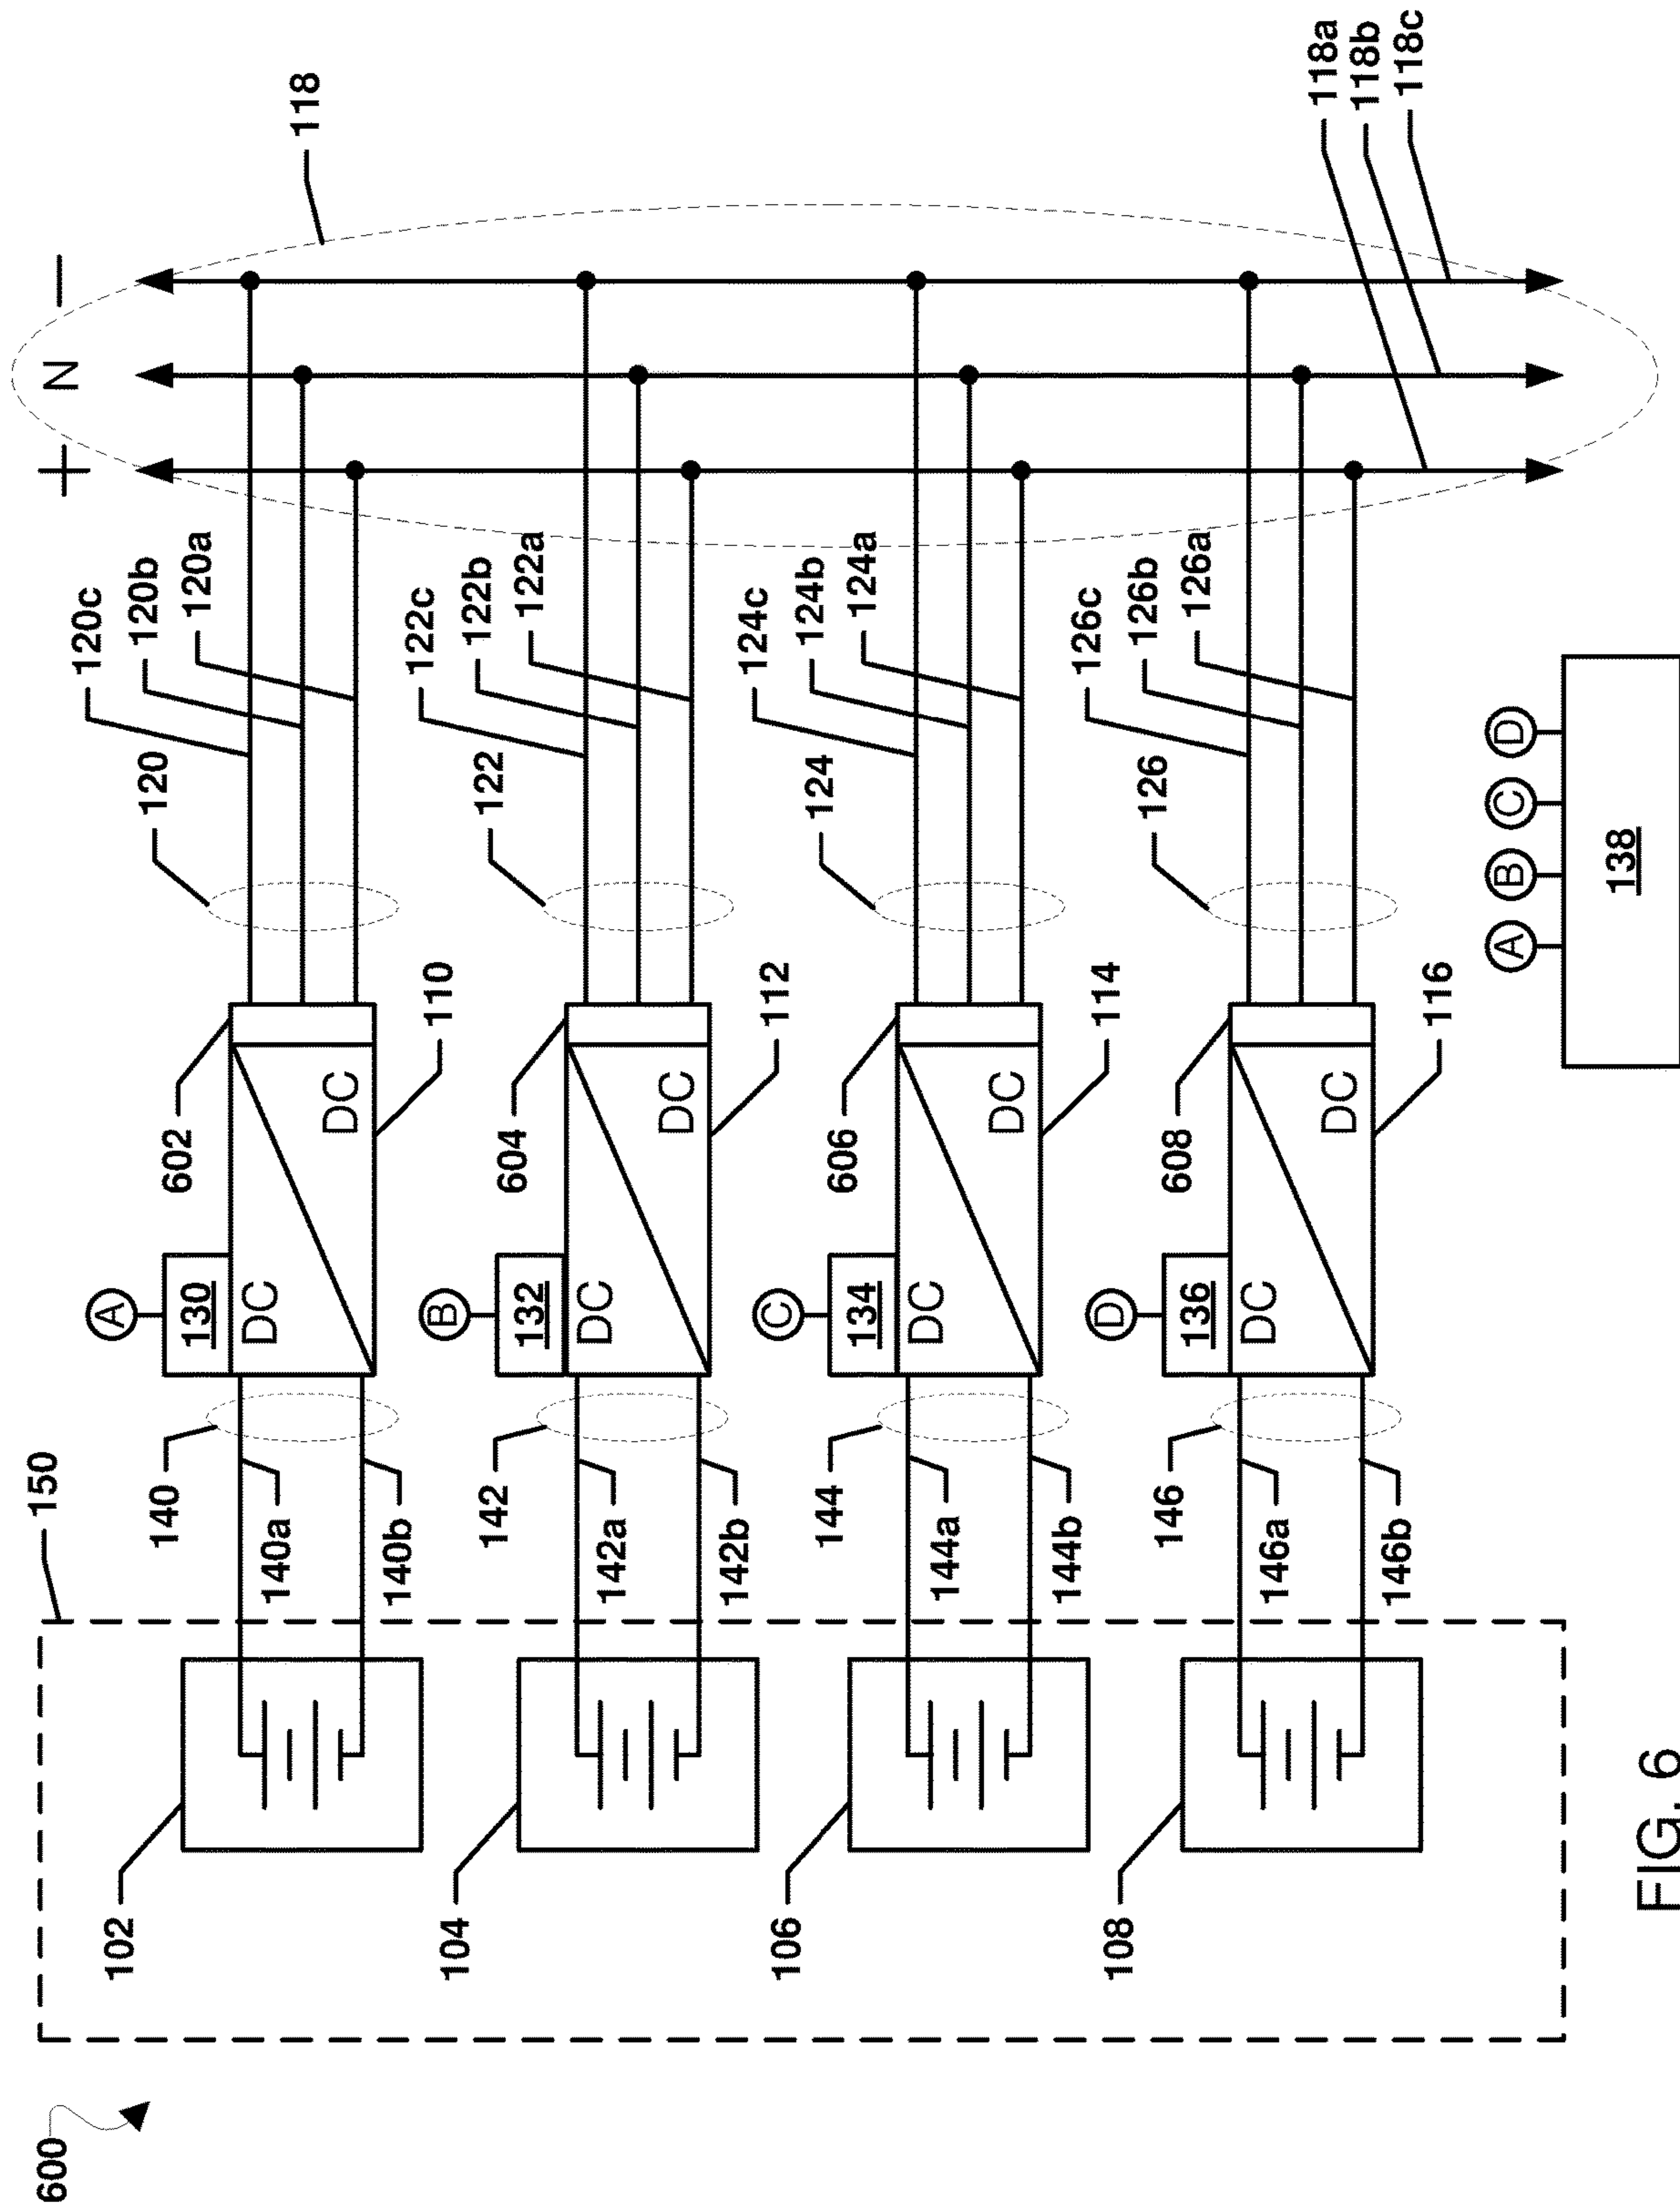 600
150
102
104
106
108
140
140a
140b
142
142a
142b
144
144a
144b
146
146a
146b
A
130
DC
DC
602
110
B
132
DC
DC
604
112
C
134
DC
DC
606
114
D
136
DC
DC
608
116
120
120c
120b
120a
122
122c
122b
122a
124
124c
124b
124a
126
126c
126b
126a
+
N
−
118
118a
118b
118c
A
B
C
D
138
FIG. 6